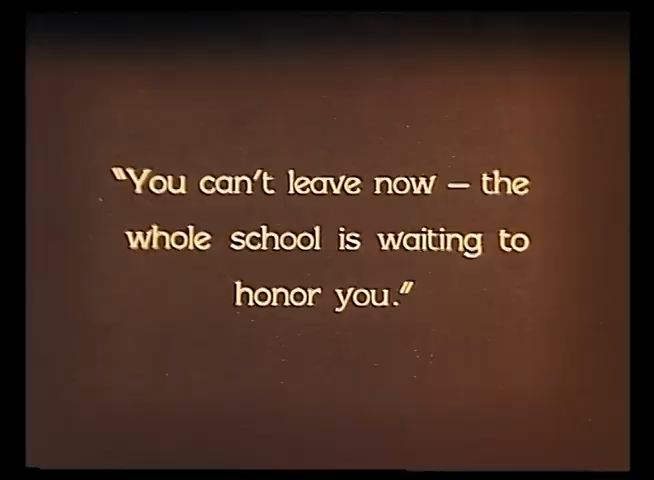 "You can't leave now – the
whole school is waiting to
honor you."